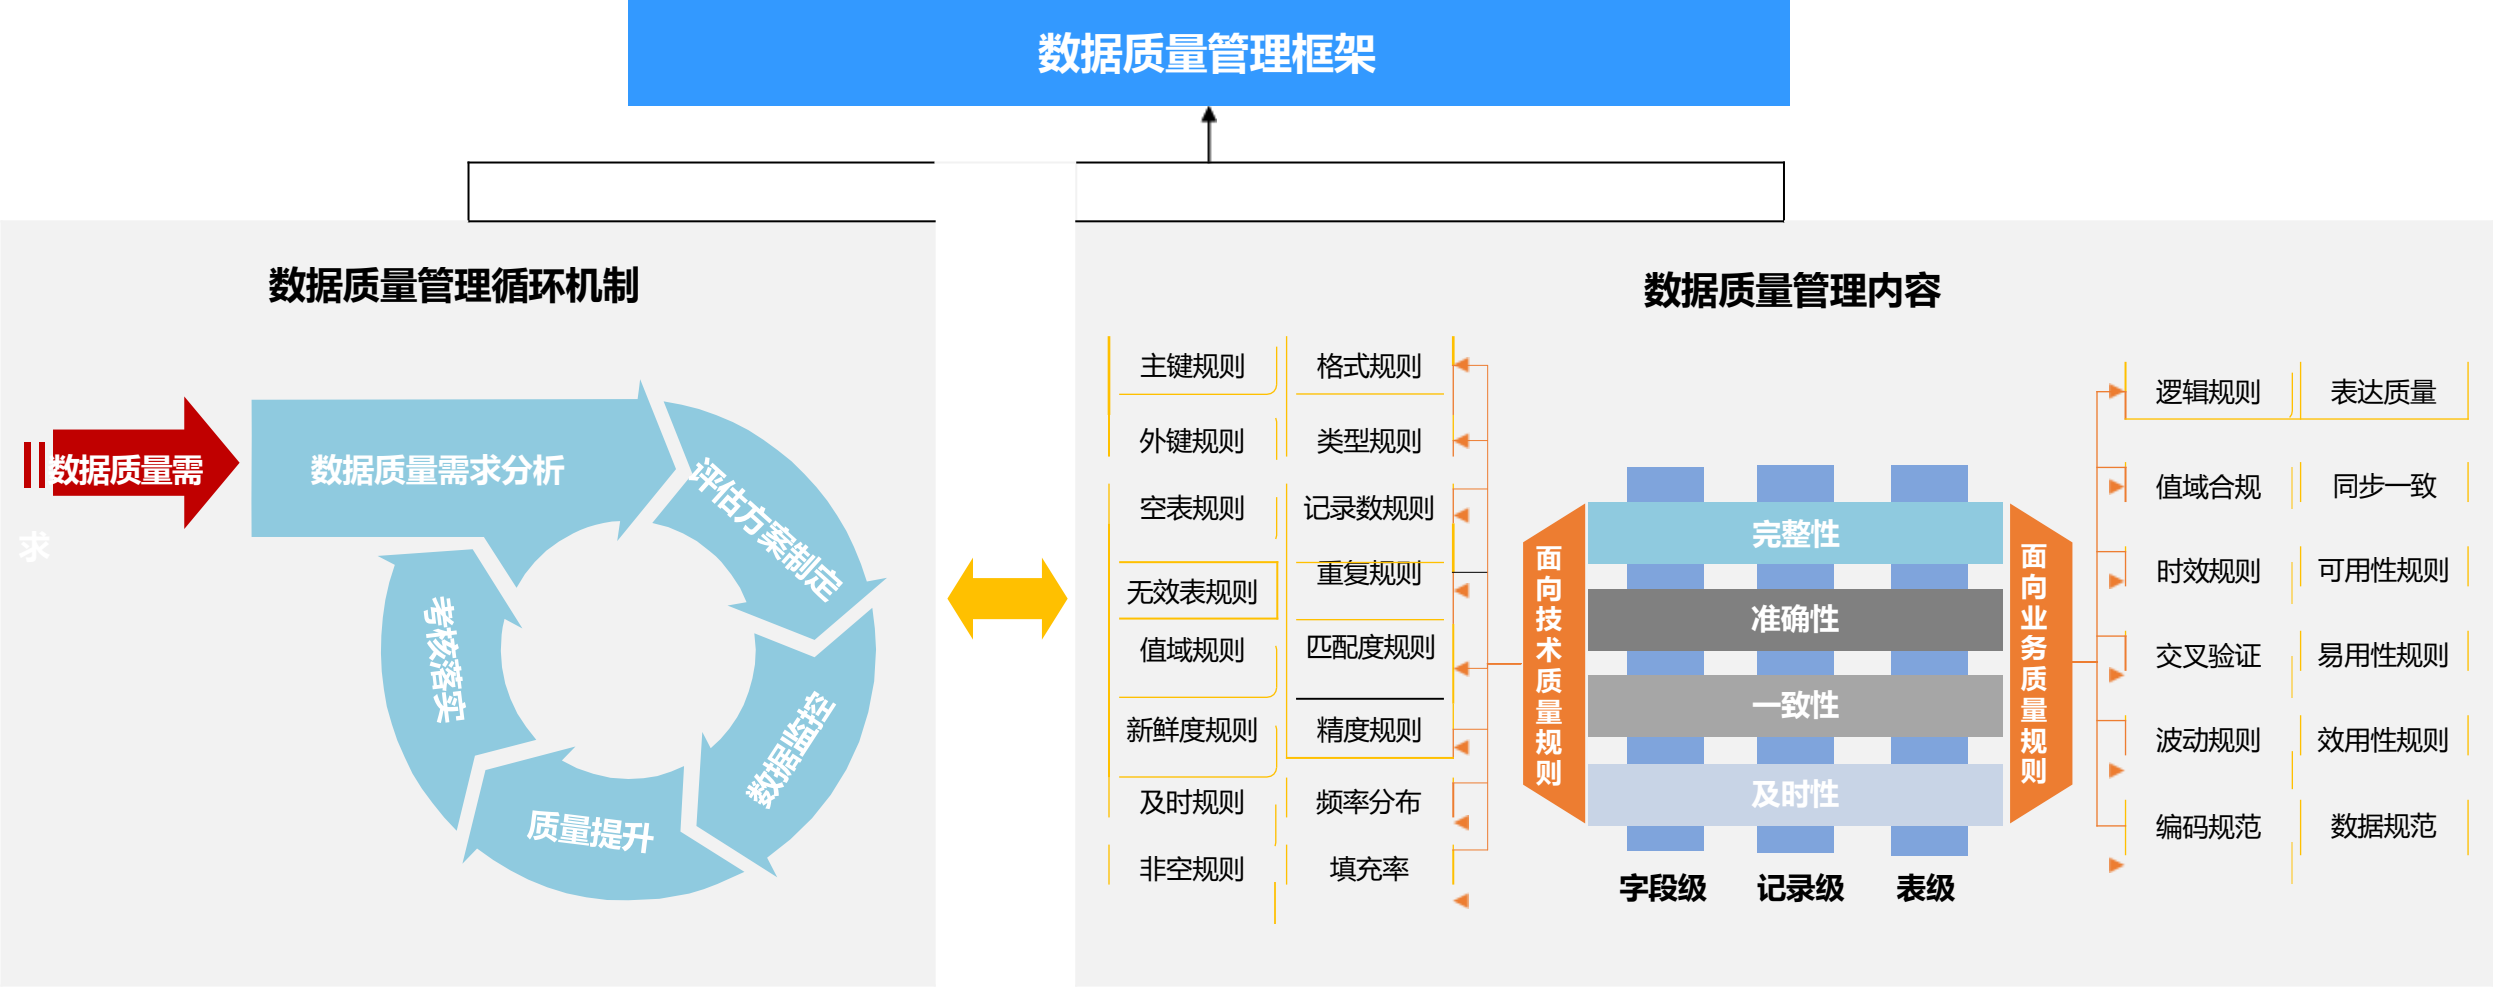 数据质量管理框架
数据质量管理循环机制
数据质量需
求
数据质量需求分析
评估方案制定
数据监控
质量提升
考核落实
数据质量管理内容
主键规则
格式规则
外键规则
类型规则
空表规则
记录数规则
无效表规则
重复规则
值域规则
匹配度规则
新鲜度规则
精度规则
及时规则
频率分布
非空规则
填充率
面向技术质量规则
完整性
准确性
一致性
及时性
字段级
记录级
表级
面向业务质量规则
逻辑规则
表达质量
值域合规
同步一致
时效规则
可用性规则
交叉验证
易用性规则
波动规则
效用性规则
编码规范
数据规范